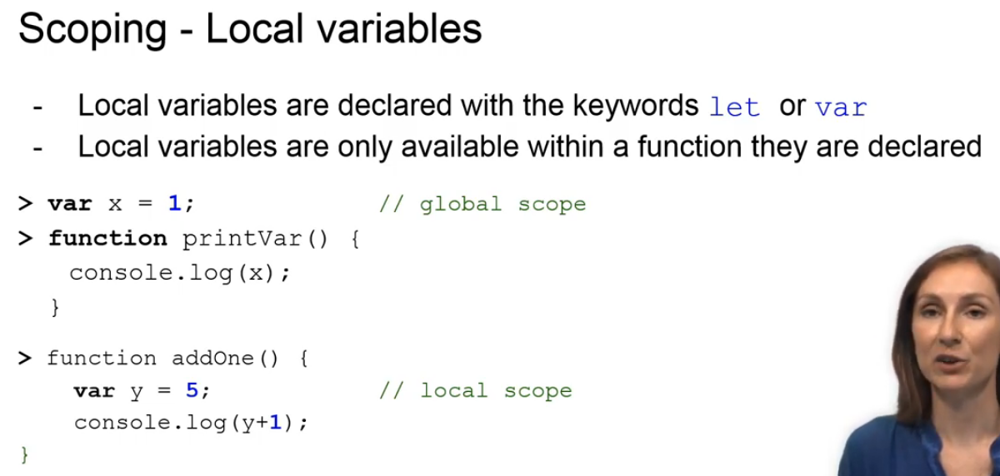 Scoping - Local variables
- Local variables are declared with the keywords let or var
- Local variables are only available within a function they are declared
> var x = 1; // global scope
> function printVar() {
console.log(x);
}
> function addOne() {
var y = 5; // local scope
console.log(y+1);
}